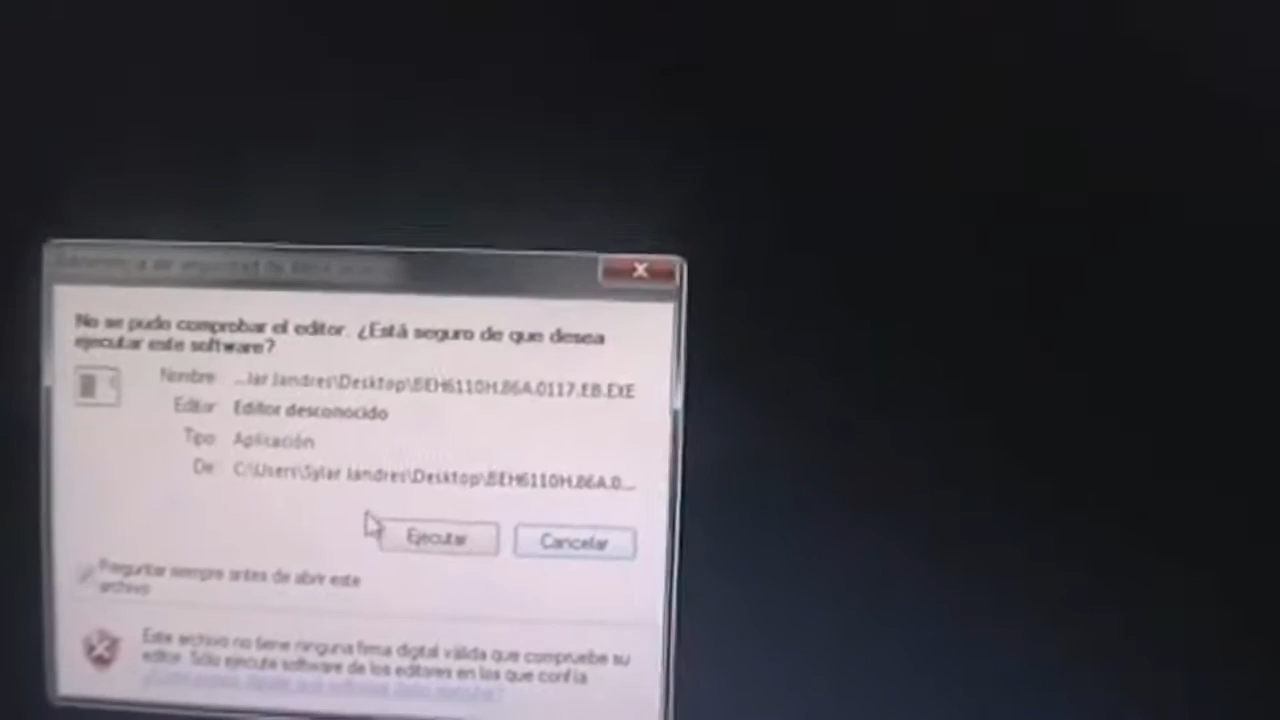 No se pudo comprobar el editor. ¿Está seguro de que desea
ejecutar este software?
Nombre: ...lar Jandres\Desktop\BEH6110H.86A.0117.EB.EXE
Editor: Editor desconocido
Tipo: Aplicación
De: C:\Users\Sylar Jandres\Desktop\BEH6110H.86A.0...
Ejecutar
Cancelar
Preguntar siempre antes de abrir este
archivo
Este archivo no tiene ninguna firma digital válida que compruebe su
editor. Sólo ejecute software de los editores en los que confía.